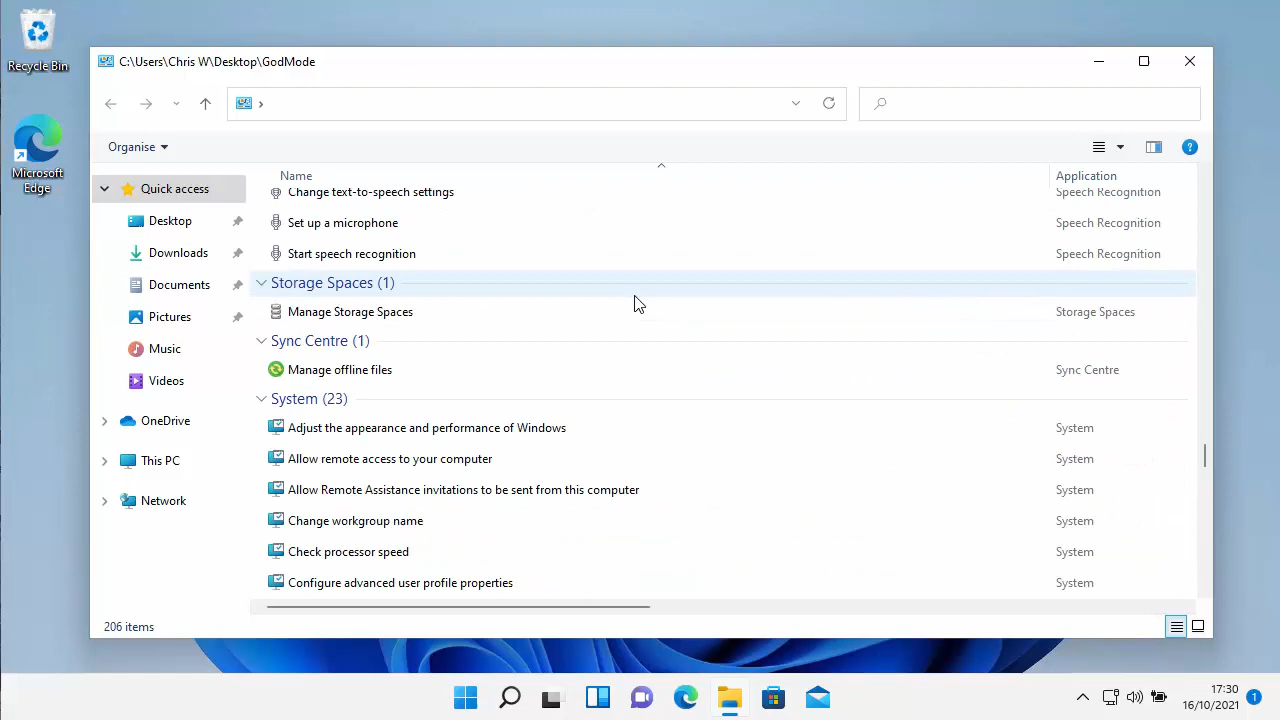 Recycle Bin
Microsoft
Edge
C:\Users\Chris W\Desktop\GodMode
Organise
Name
Application
Quick access
Desktop
Downloads
Documents
Pictures
Music
Videos
OneDrive
This PC
Network
Change text-to-speech settings
Speech Recognition
Set up a microphone
Speech Recognition
Start speech recognition
Speech Recognition
Storage Spaces (1)
Manage Storage Spaces
Storage Spaces
Sync Centre (1)
Manage offline files
Sync Centre
System (23)
Adjust the appearance and performance of Windows
System
Allow remote access to your computer
System
Allow Remote Assistance invitations to be sent from this computer
System
Change workgroup name
System
Check processor speed
System
Configure advanced user profile properties
System
206 items
17:30
16/10/2021
1